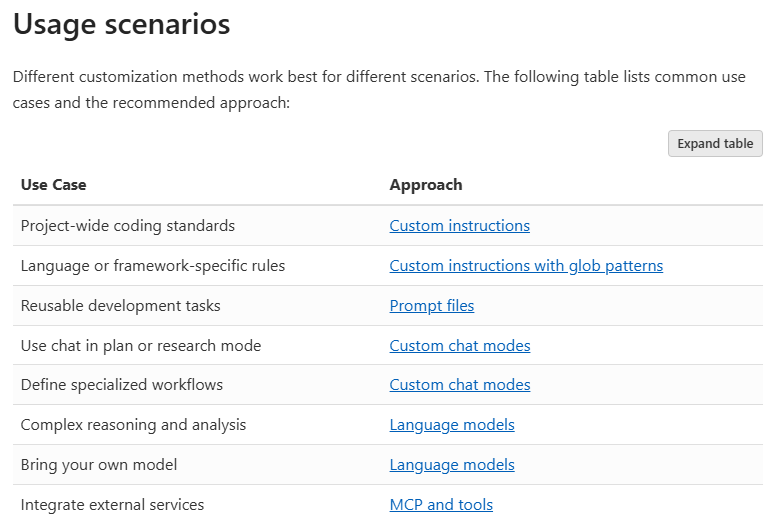 Usage scenarios
Different customization methods work best for different scenarios. The following table lists common use
cases and the recommended approach:
Expand table
Use Case Approach
Project-wide coding standards Custom instructions
Language or framework-specific rules Custom instructions with glob patterns
Reusable development tasks Prompt files
Use chat in plan or research mode Custom chat modes
Define specialized workflows Custom chat modes
Complex reasoning and analysis Language models
Bring your own model Language models
Integrate external services MCP and tools